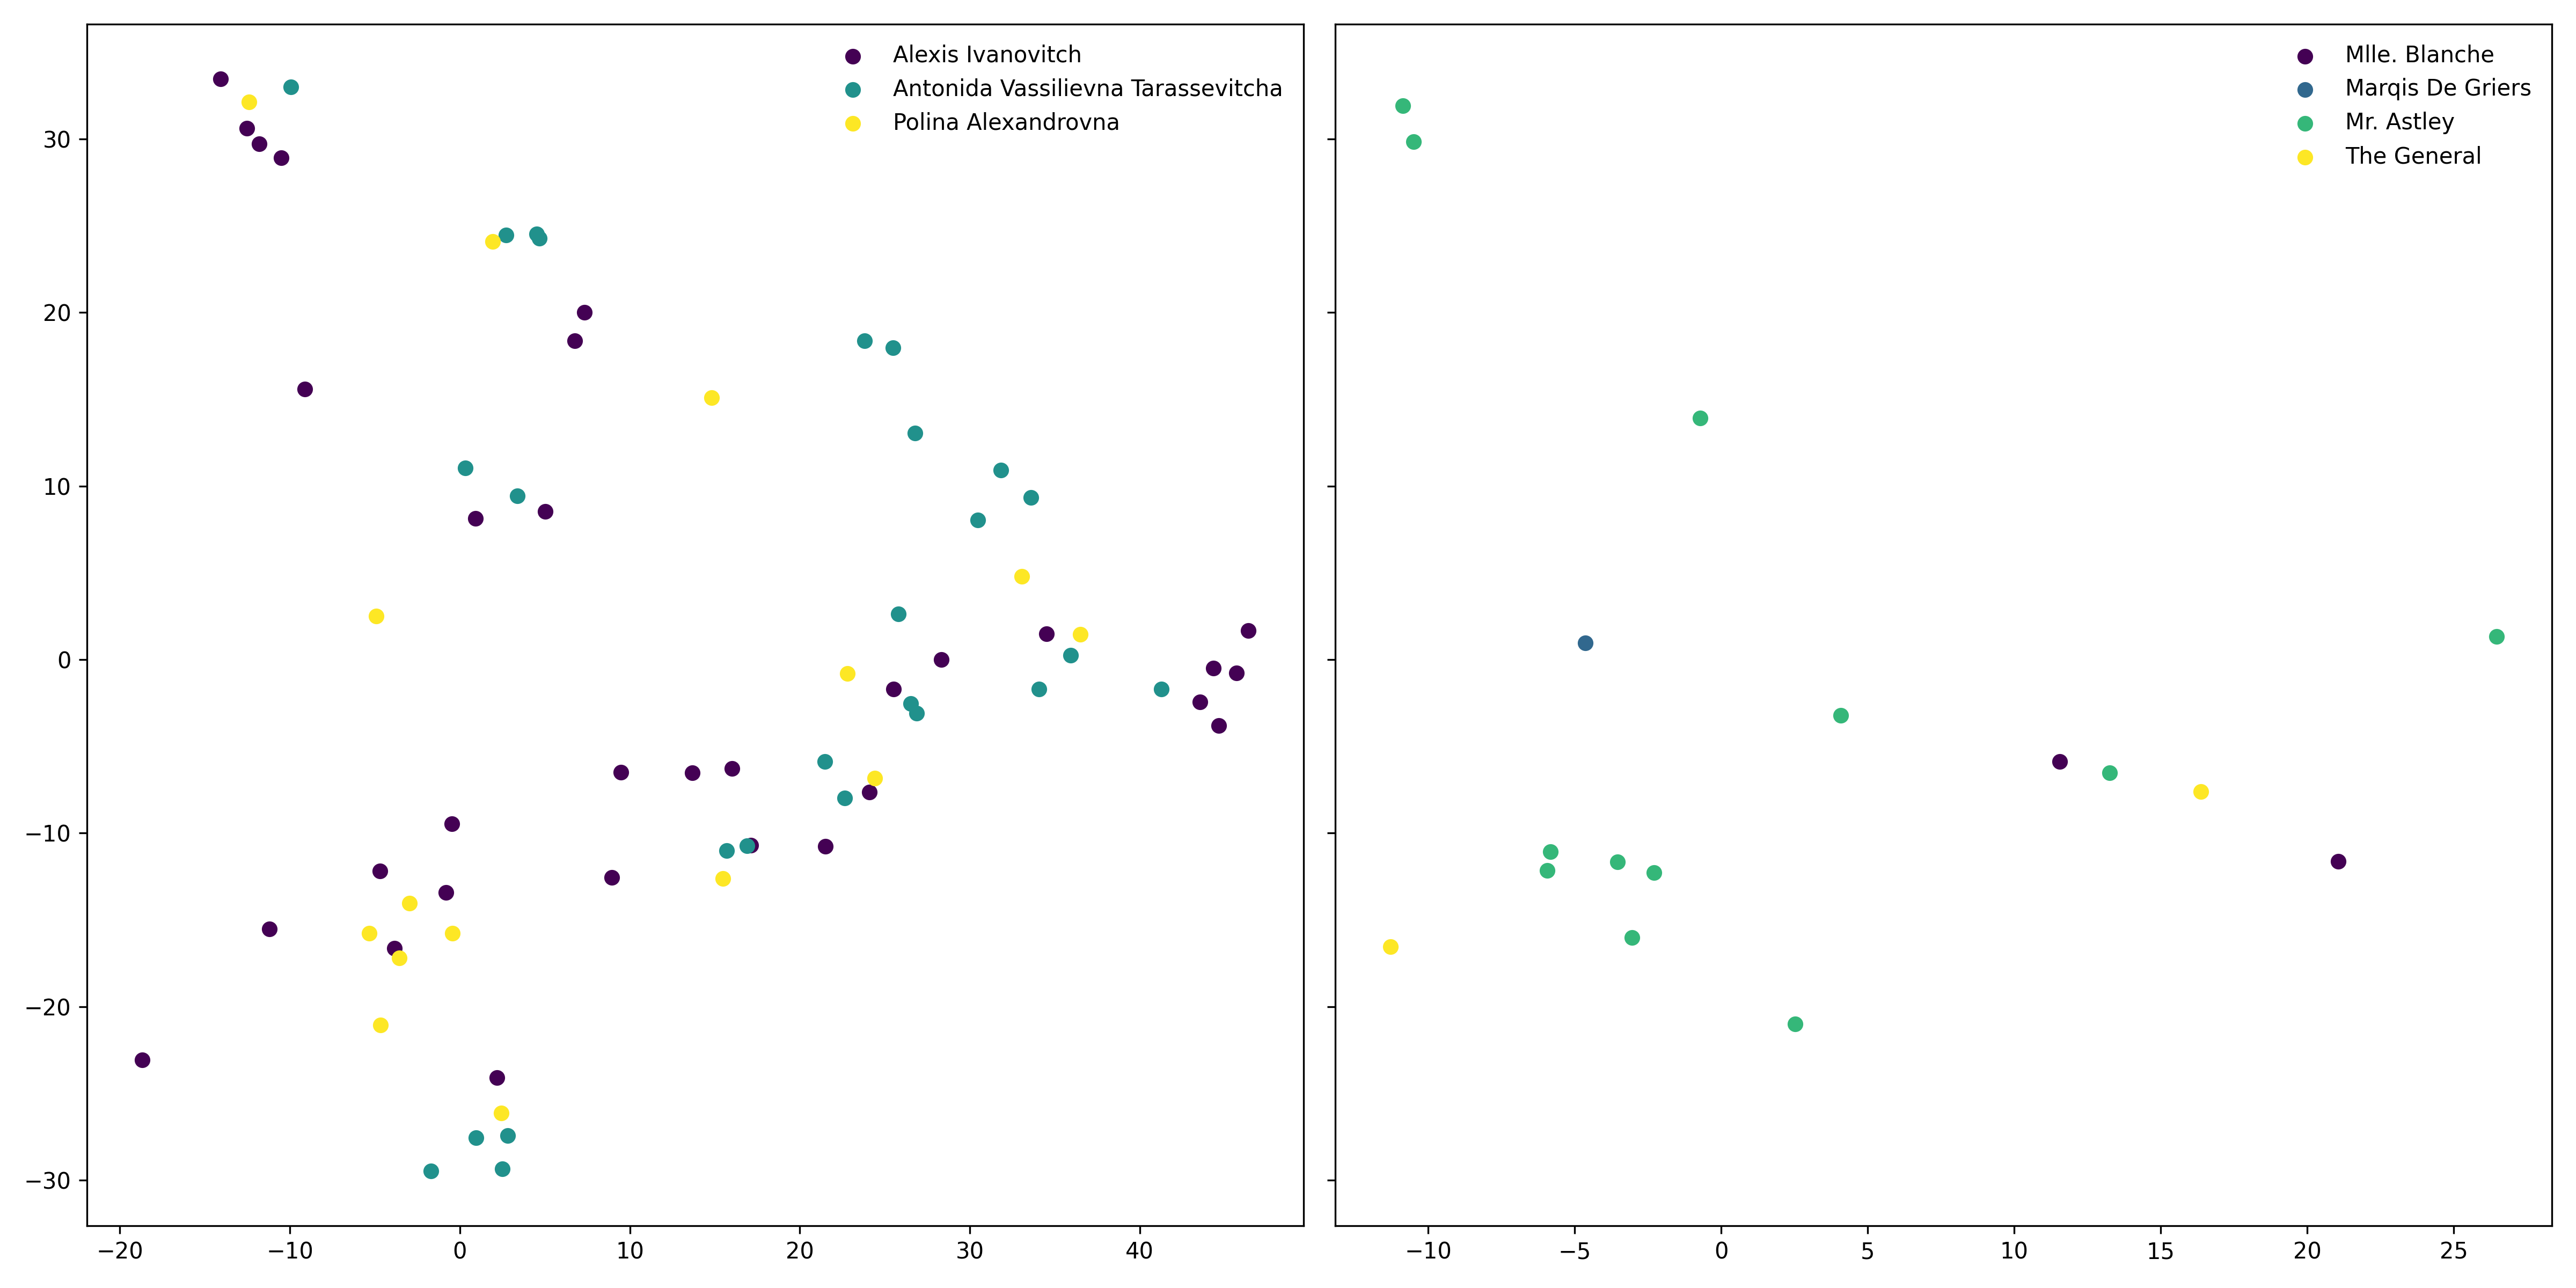 Alexis Ivanovitch
Antonida Vassilievna Tarassevitcha
Polina Alexandrovna
Mlle. Blanche
Marqis De Griers
Mr. Astley
The General
30
20
10
0
−10
−20
−30
−20 −10 0 10 20 30 40
−10 −5 0 5 10 15 20 25